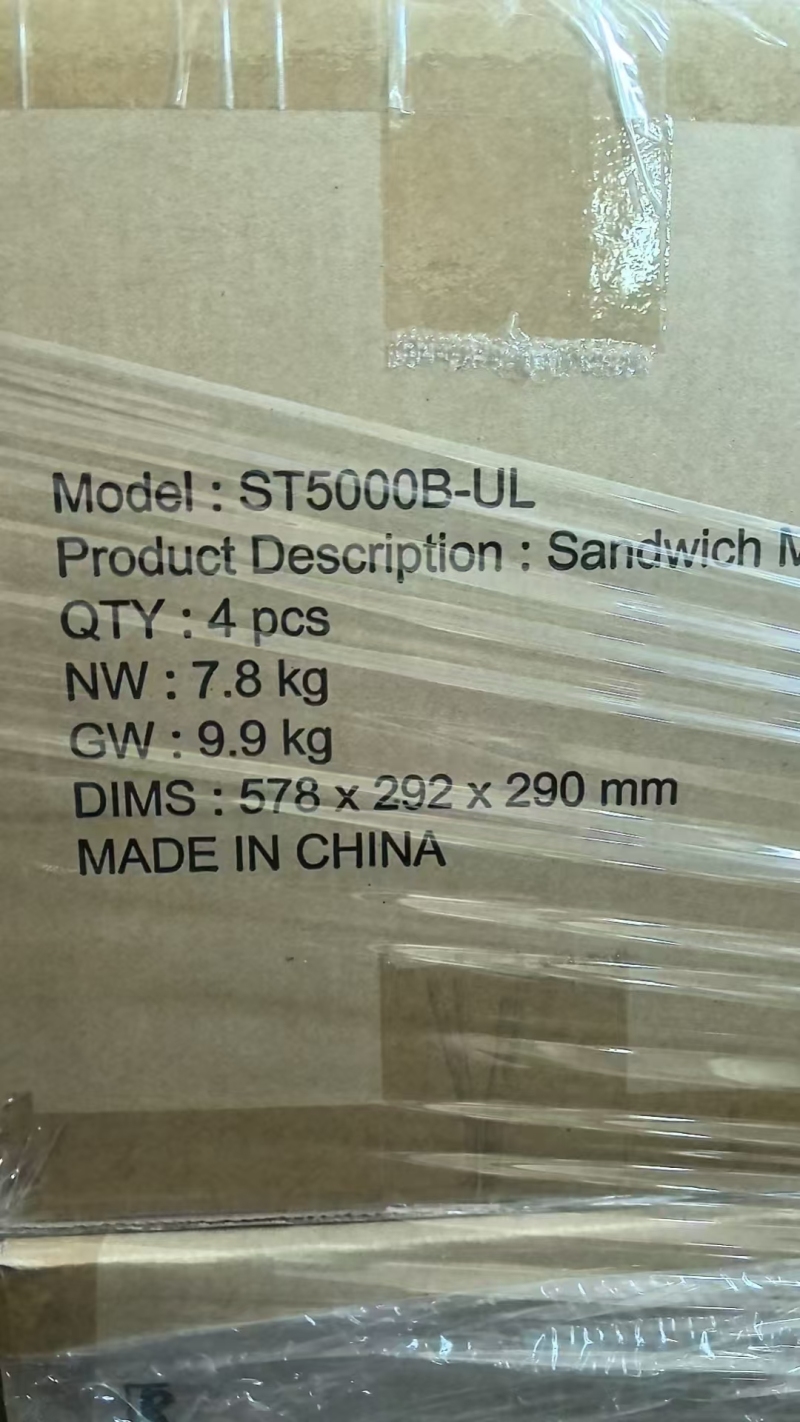 Model : ST5000B-UL
Product Description : Sandwich M
QTY : 4 pcs
NW : 7.8 kg
GW : 9.9 kg
DIMS : 578 x 292 x 290 mm
MADE IN CHINA